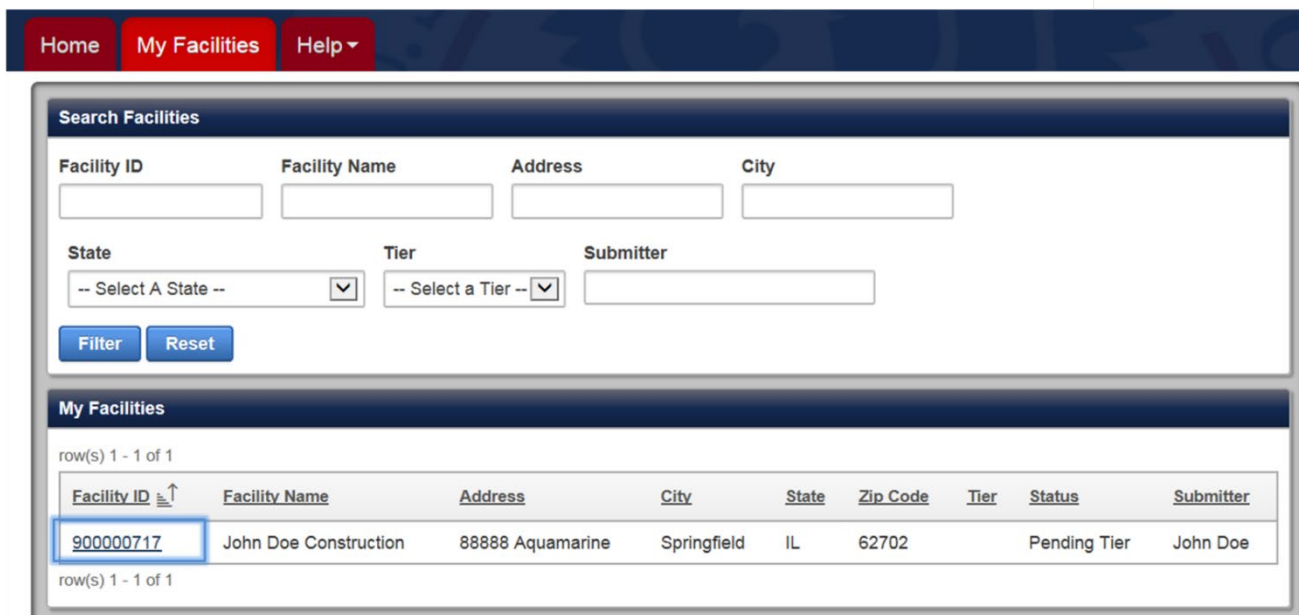 Home My Facilities Help
Search Facilities
Facility ID Facility Name Address City
State Tier Submitter
-- Select A State -- -- Select a Tier --
Filter Reset
My Facilities
row(s) 1 - 1 of 1
Facility ID Facility Name Address City State Zip Code Tier Status Submitter
900000717 John Doe Construction 88888 Aquamarine Springfield IL 62702 Pending Tier John Doe
row(s) 1 - 1 of 1